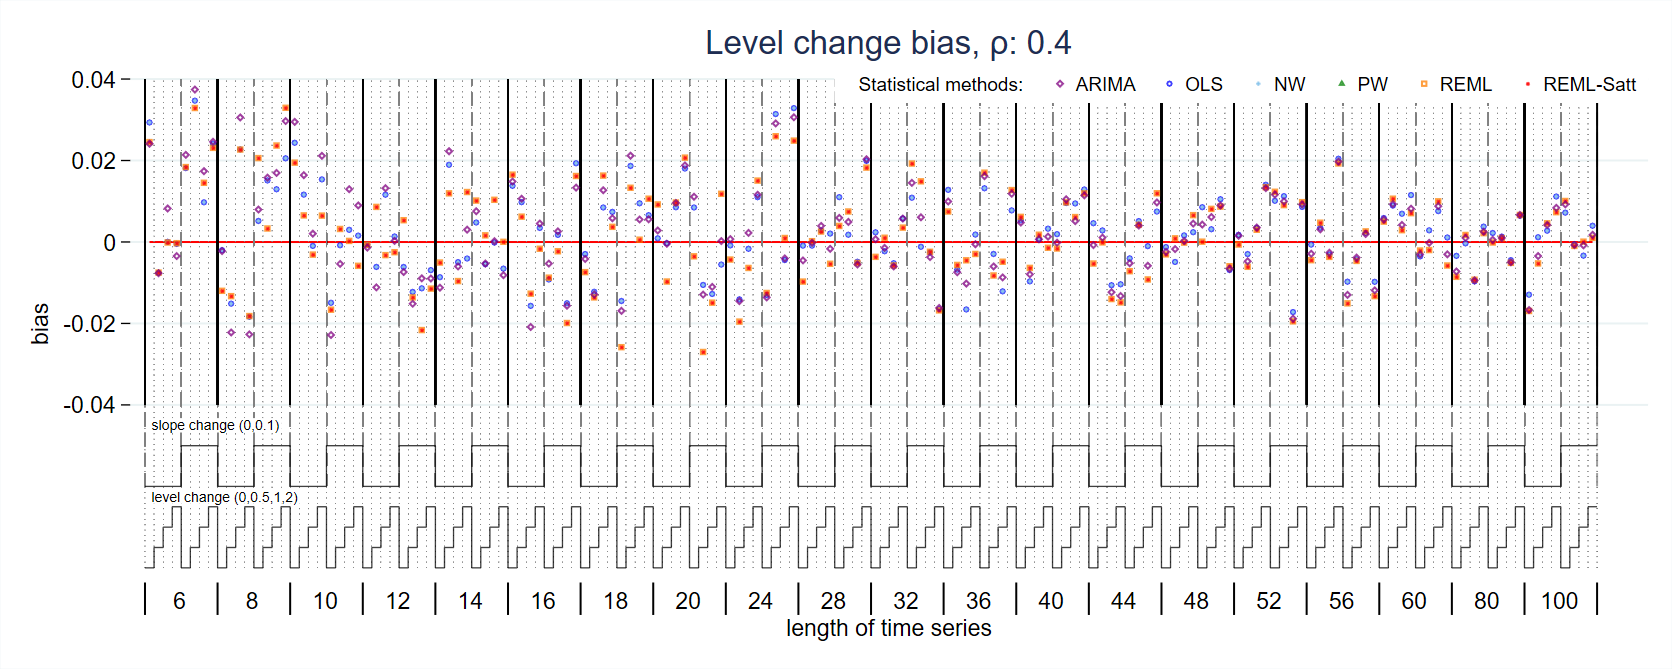 Level change bias, ρ: 0.4
Statistical methods: ARIMA OLS NW PW REML REML-Satt
0.04
0.02
0
-0.02
-0.04
bias
slope change (0,0.1)
level change (0,0.5,1,2)
6 8 10 12 14 16 18 20 24 28 32 36 40 44 48 52 56 60 80 100
length of time series